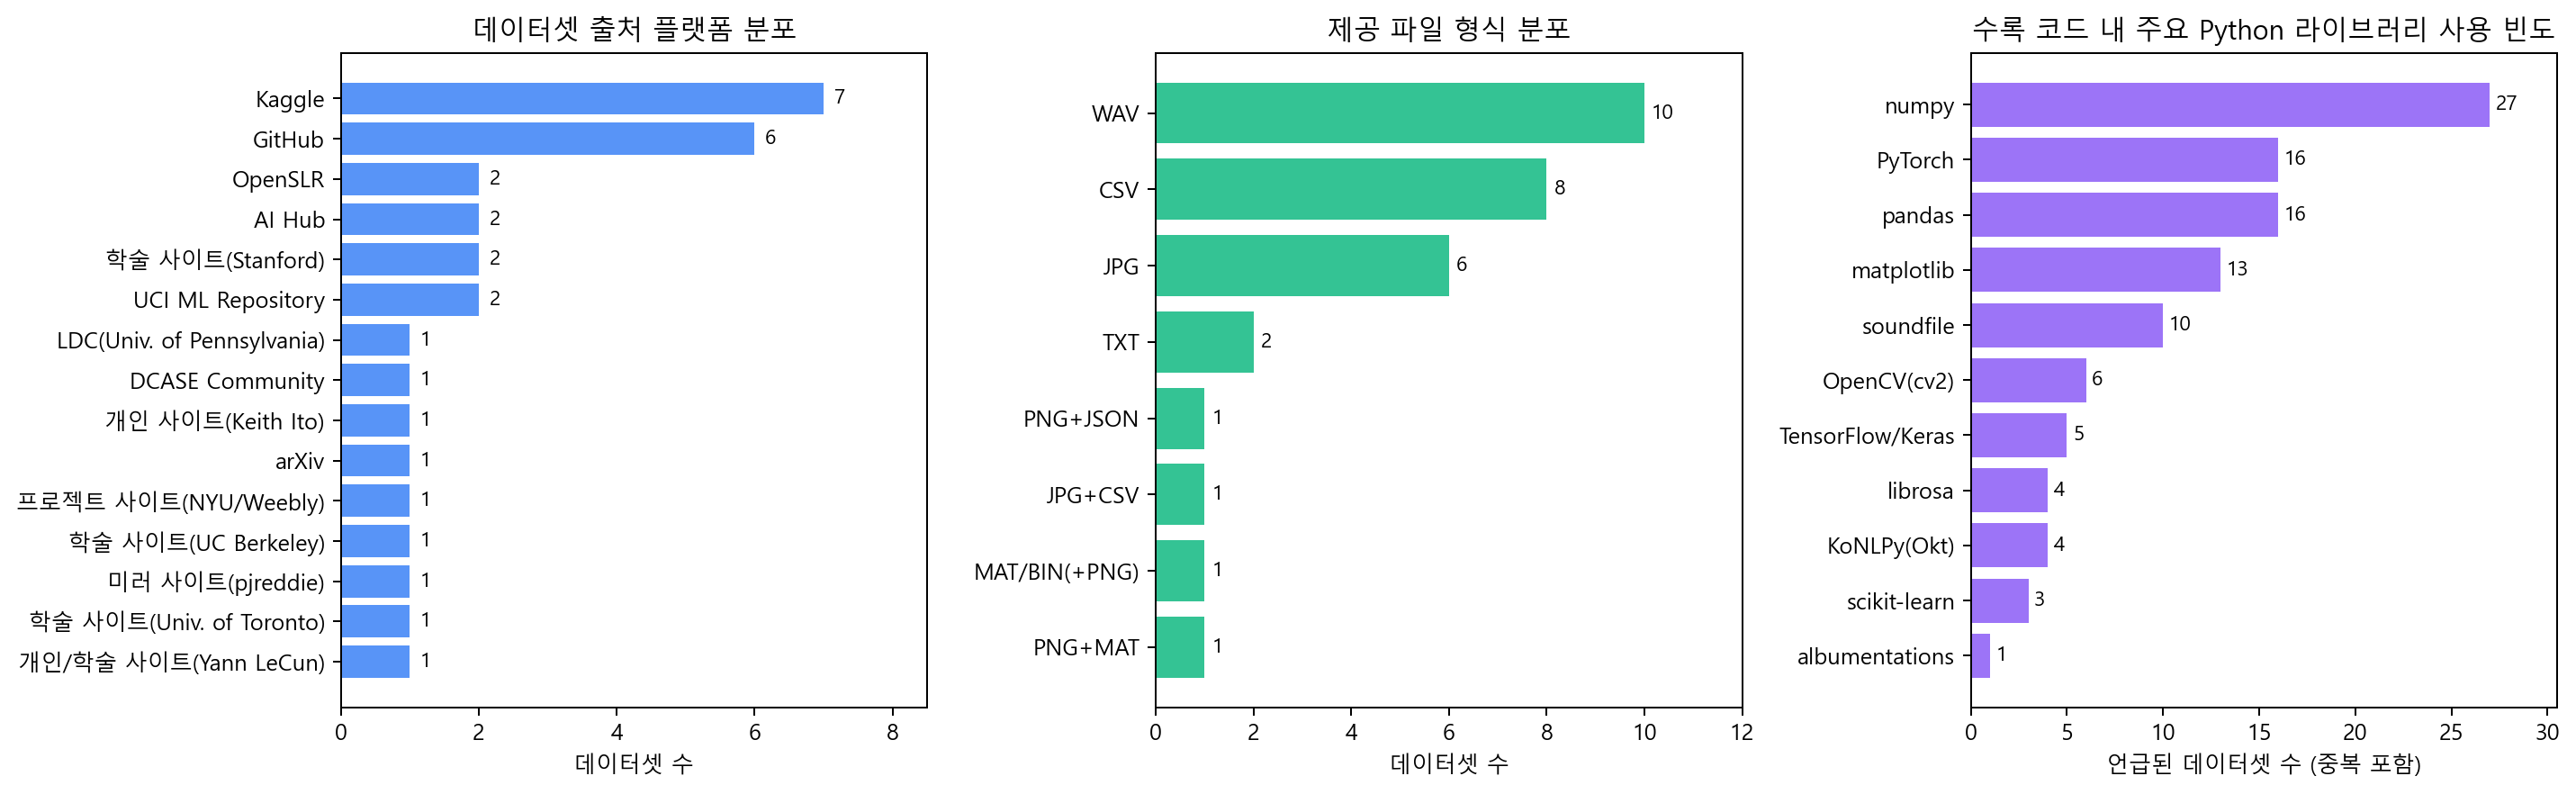 데이터셋 출처 플랫폼 분포
Kaggle 7
GitHub 6
OpenSLR 2
AI Hub 2
학술 사이트(Stanford) 2
UCI ML Repository 2
LDC(Univ. of Pennsylvania) 1
DCASE Community 1
개인 사이트(Keith Ito) 1
arXiv 1
프로젝트 사이트(NYU/Weebly) 1
학술 사이트(UC Berkeley) 1
미러 사이트(pjreddie) 1
학술 사이트(Univ. of Toronto) 1
개인/학술 사이트(Yann LeCun) 1
0 2 4 6 8
데이터셋 수
제공 파일 형식 분포
WAV 10
CSV 8
JPG 6
TXT 2
PNG+JSON 1
JPG+CSV 1
MAT/BIN(+PNG) 1
PNG+MAT 1
0 2 4 6 8 10 12
데이터셋 수
수록 코드 내 주요 Python 라이브러리 사용 빈도
numpy 27
PyTorch 16
pandas 16
matplotlib 13
soundfile 10
OpenCV(cv2) 6
TensorFlow/Keras 5
librosa 4
KoNLPy(Okt) 4
scikit-learn 3
albumentations 1
0 5 10 15 20 25 30
언급된 데이터셋 수 (중복 포함)